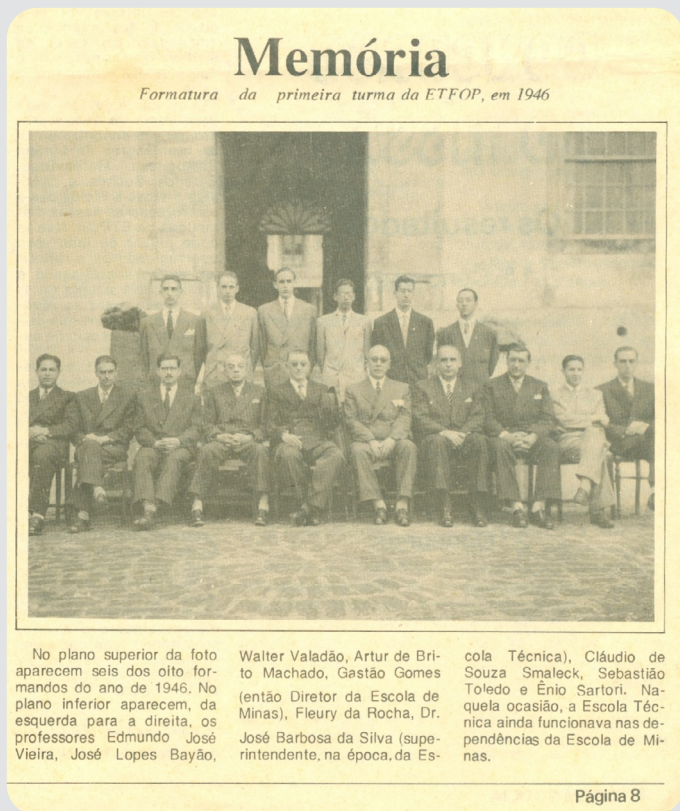 Memória
Formatura da primeira turma da ETFOP, em 1946
No plano superior da foto
aparecem seis dos oito for-
mandos do ano de 1946. No
plano inferior aparecem, da
esquerda para a direita, os
professores Edmundo José
Vieira, José Lopes Bayão,
Walter Valadão, Artur de Bri-
to Machado, Gastão Gomes
(então Diretor da Escola de
Minas), Fleury da Rocha, Dr.
José Barbosa da Silva (supe-
rintendente, na época, da Es-
cola Técnica), Cláudio de
Souza Smaleck, Sebastião
Toledo e Ênio Sartori. Na-
quela ocasião, a Escola Téc-
nica ainda funcionava nas de-
pendências da Escola de Mi-
nas.
Página 8